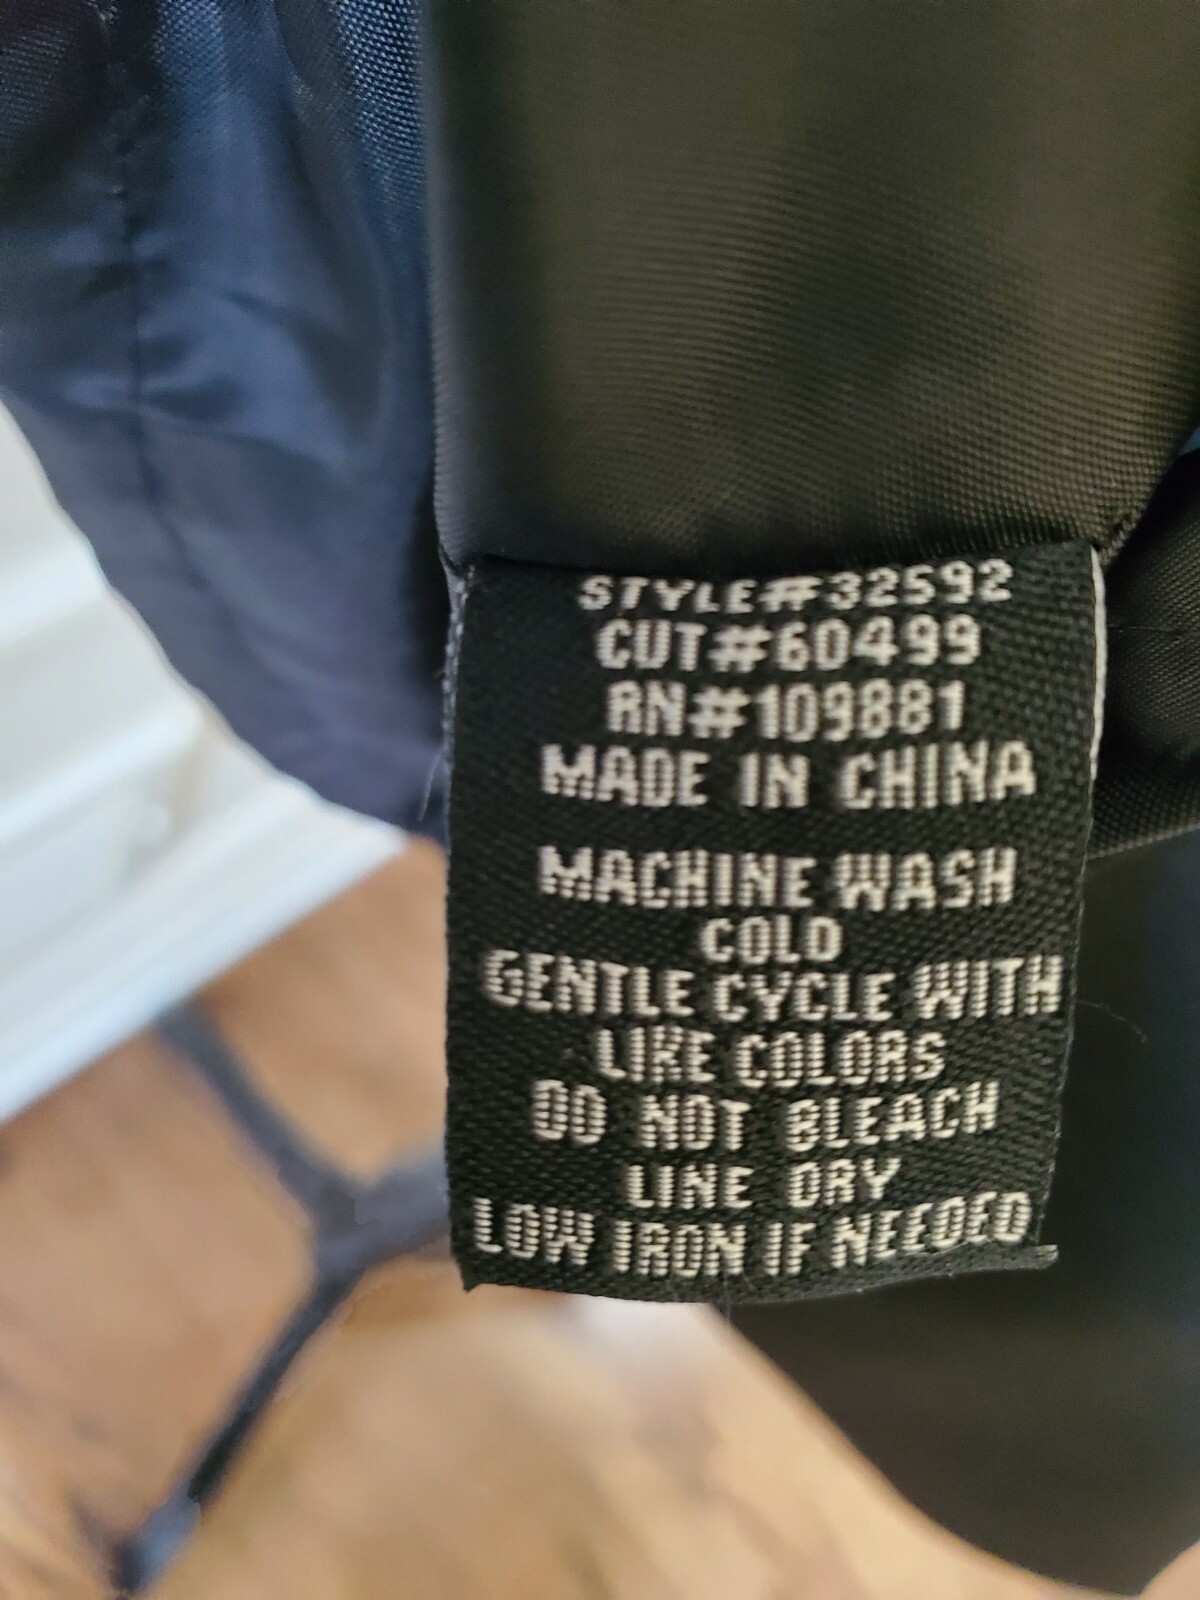 STYLE#32592
CUT#60499
RN#109881
MADE IN CHINA
MACHINE WASH
COLD
GENTLE CYCLE WITH
LIKE COLORS
DO NOT BLEACH
LINE DRY
LOW IRON IF NEEDED